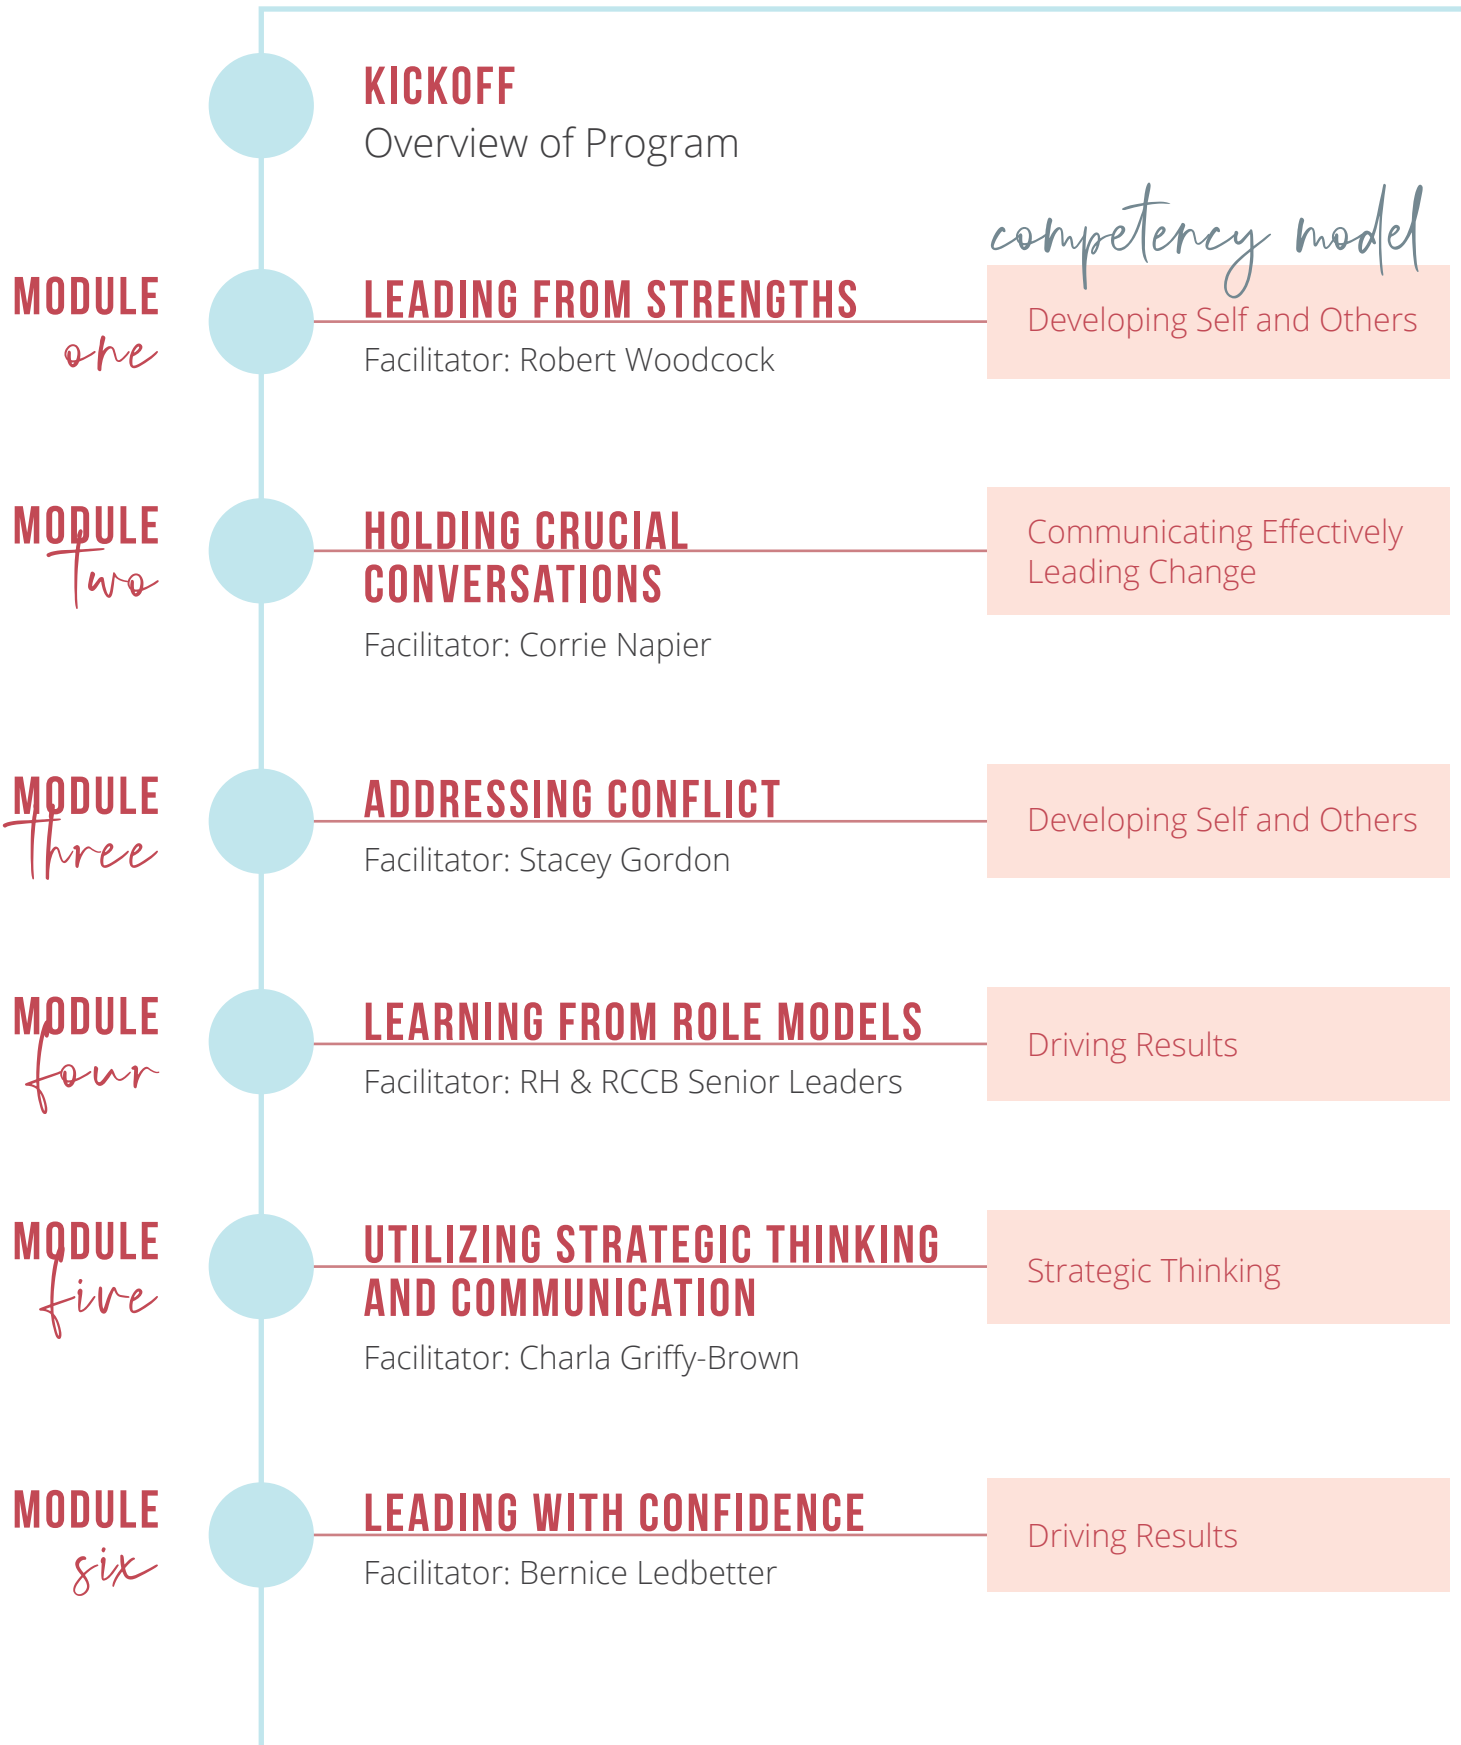 KICKOFF
Overview of Program
competency model
MODULE
one
LEADING FROM STRENGTHS
Facilitator: Robert Woodcock
Developing Self and Others
MODULE
two
HOLDING CRUCIAL
CONVERSATIONS
Facilitator: Corrie Napier
Communicating Effectively
Leading Change
MODULE
three
ADDRESSING CONFLICT
Facilitator: Stacey Gordon
Developing Self and Others
MODULE
four
LEARNING FROM ROLE MODELS
Facilitator: RH & RCCB Senior Leaders
Driving Results
MODULE
five
UTILIZING STRATEGIC THINKING
AND COMMUNICATION
Facilitator: Charla Griffy-Brown
Strategic Thinking
MODULE
six
LEADING WITH CONFIDENCE
Facilitator: Bernice Ledbetter
Driving Results